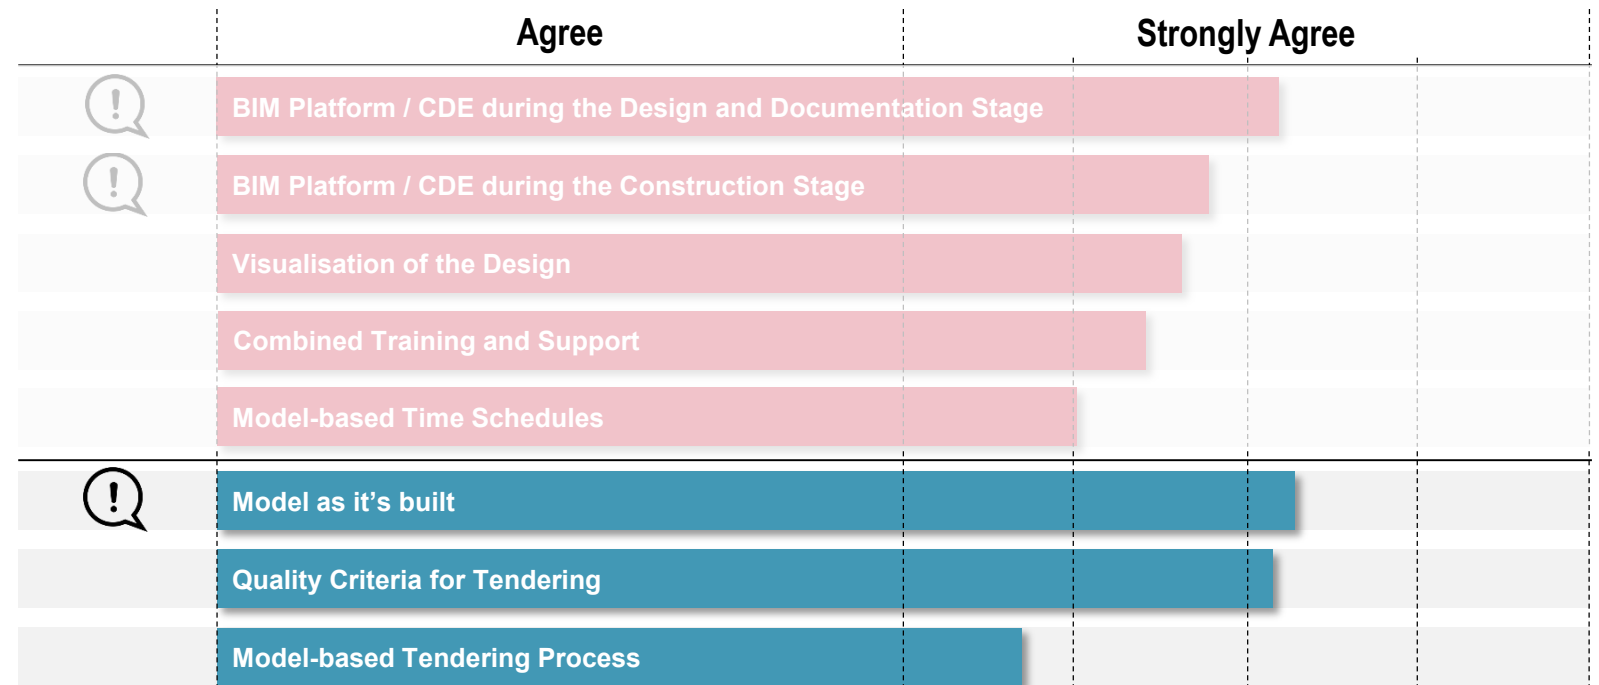 Agree
Strongly Agree
!
BIM Platform / CDE during the Design and Documentation Stage
!
BIM Platform / CDE during the Construction Stage
Visualisation of the Design
Combined Training and Support
Model-based Time Schedules
!
Model as it’s built
Quality Criteria for Tendering
Model-based Tendering Process